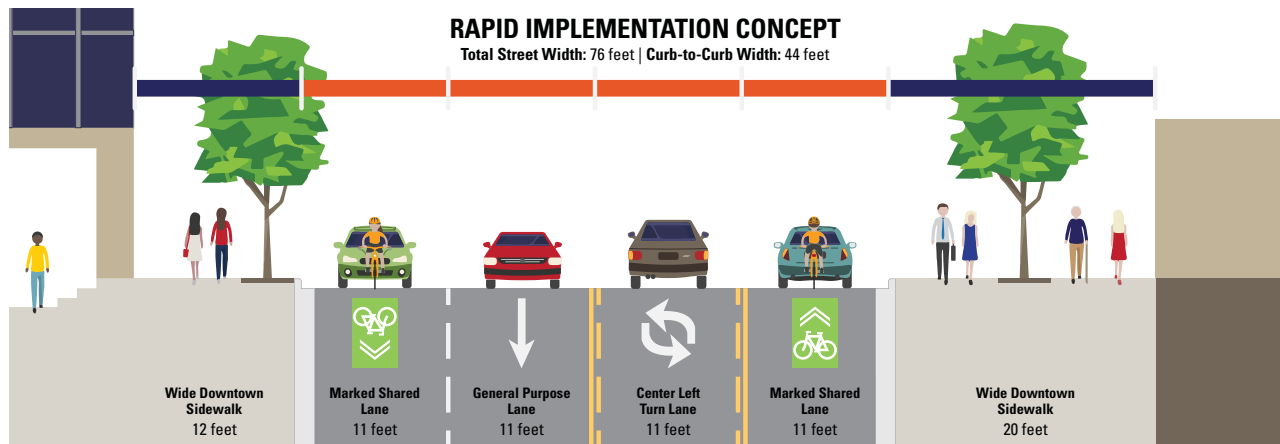 RAPID IMPLEMENTATION CONCEPT
Total Street Width: 76 feet | Curb-to-Curb Width: 44 feet
Wide Downtown
Sidewalk
12 feet
Marked Shared
Lane
11 feet
General Purpose
Lane
11 feet
Center Left
Turn Lane
11 feet
Marked Shared
Lane
11 feet
Wide Downtown
Sidewalk
20 feet